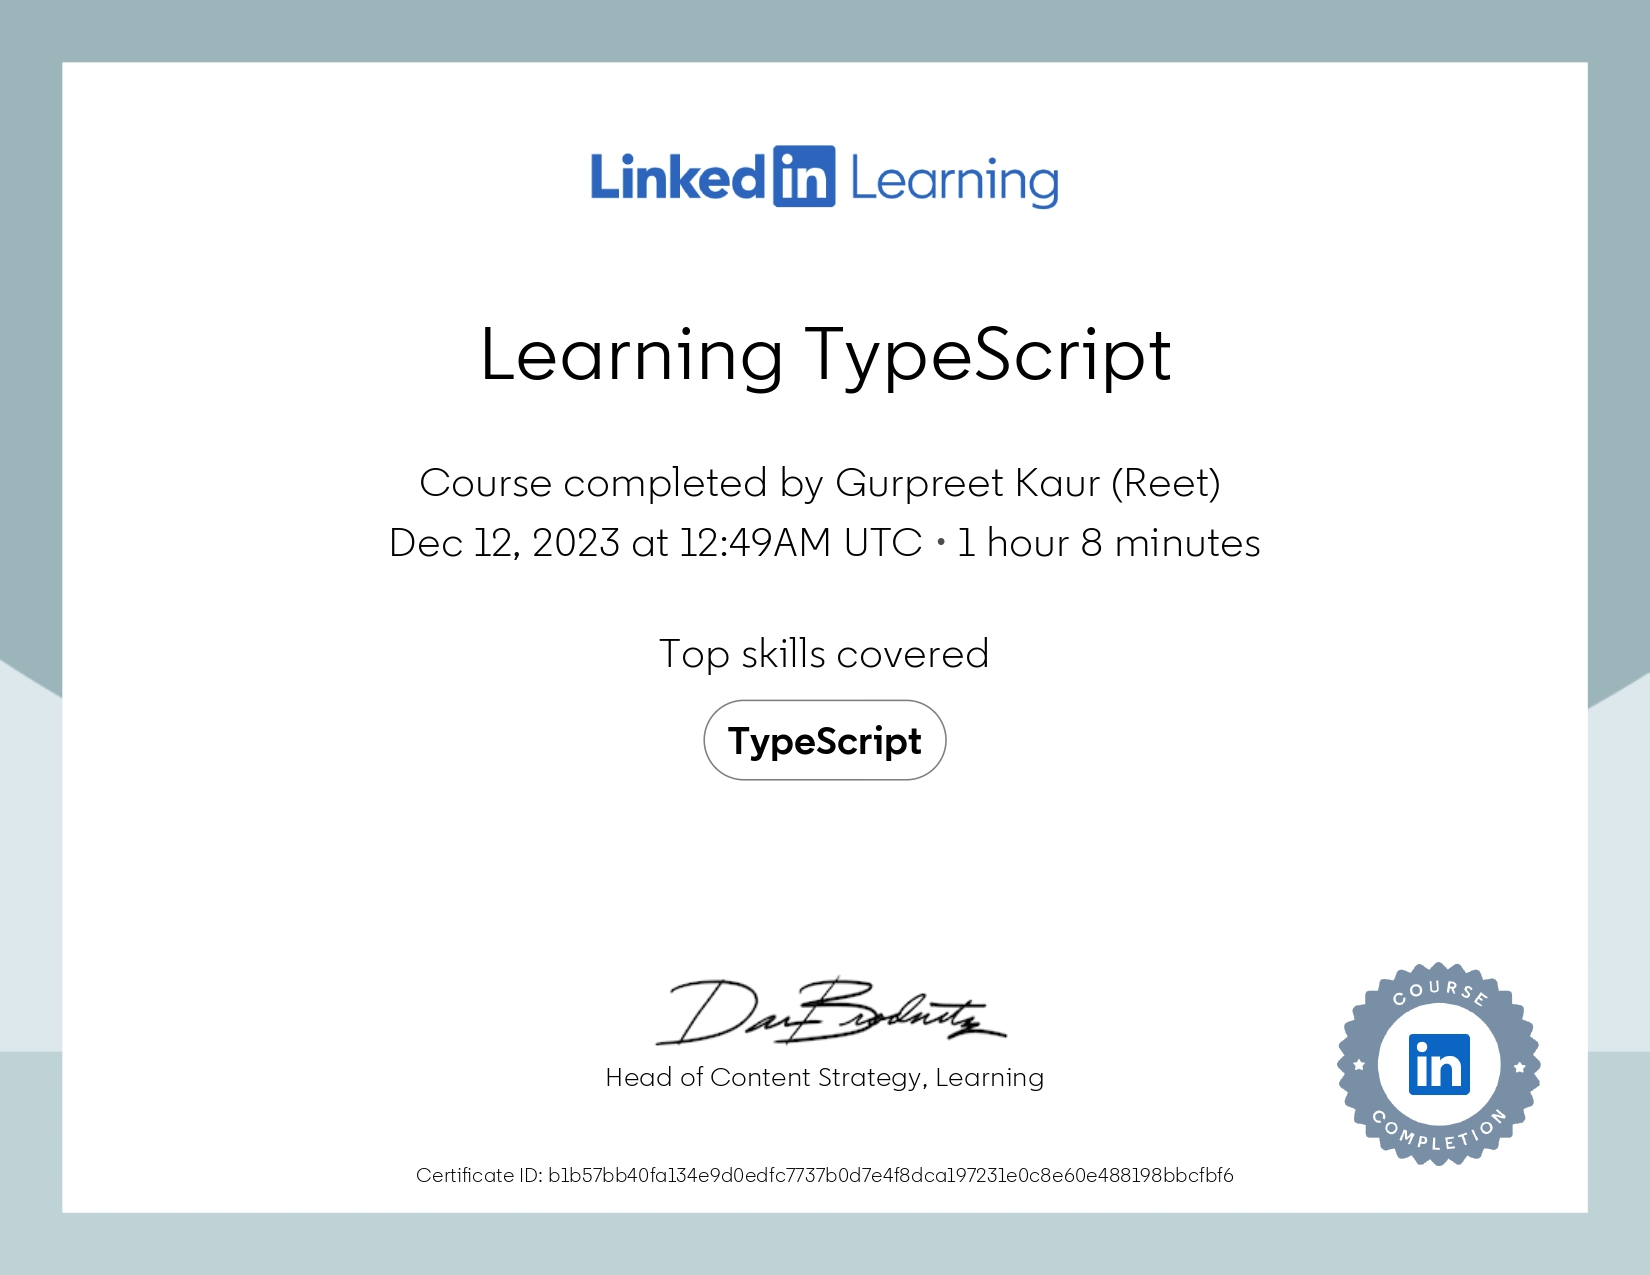 Linked in Learning
Learning TypeScript
Course completed by Gurpreet Kaur (Reet)
Dec 12, 2023 at 12:49AM UTC • 1 hour 8 minutes
Top skills covered
TypeScript
Dan Brodnitz
Head of Content Strategy, Learning
COURSE
in
COMPLETION
Certificate ID: b1b57bb40fa134e9d0edfc7737b0d7e4f8dca197231e0c8e60e488198bbcfbf6